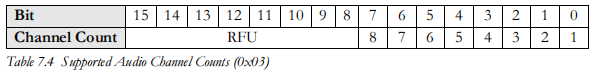 Bit 15 14 13 12 11 10 9 8 7 6 5 4 3 2 1 0
Channel Count RFU 8 7 6 5 4 3 2 1
Table 7.4 Supported Audio Channel Counts (0x03)